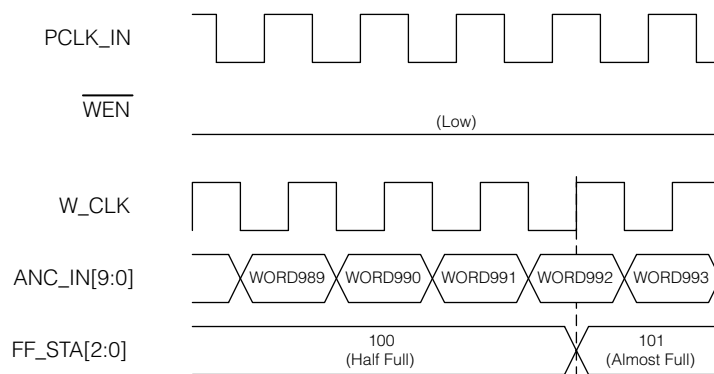 PCLK_IN
WEN
(Low)
W_CLK
ANC_IN[9:0]
WORD989
WORD990
WORD991
WORD992
WORD993
FF_STA[2:0]
100
(Half Full)
101
(Almost Full)